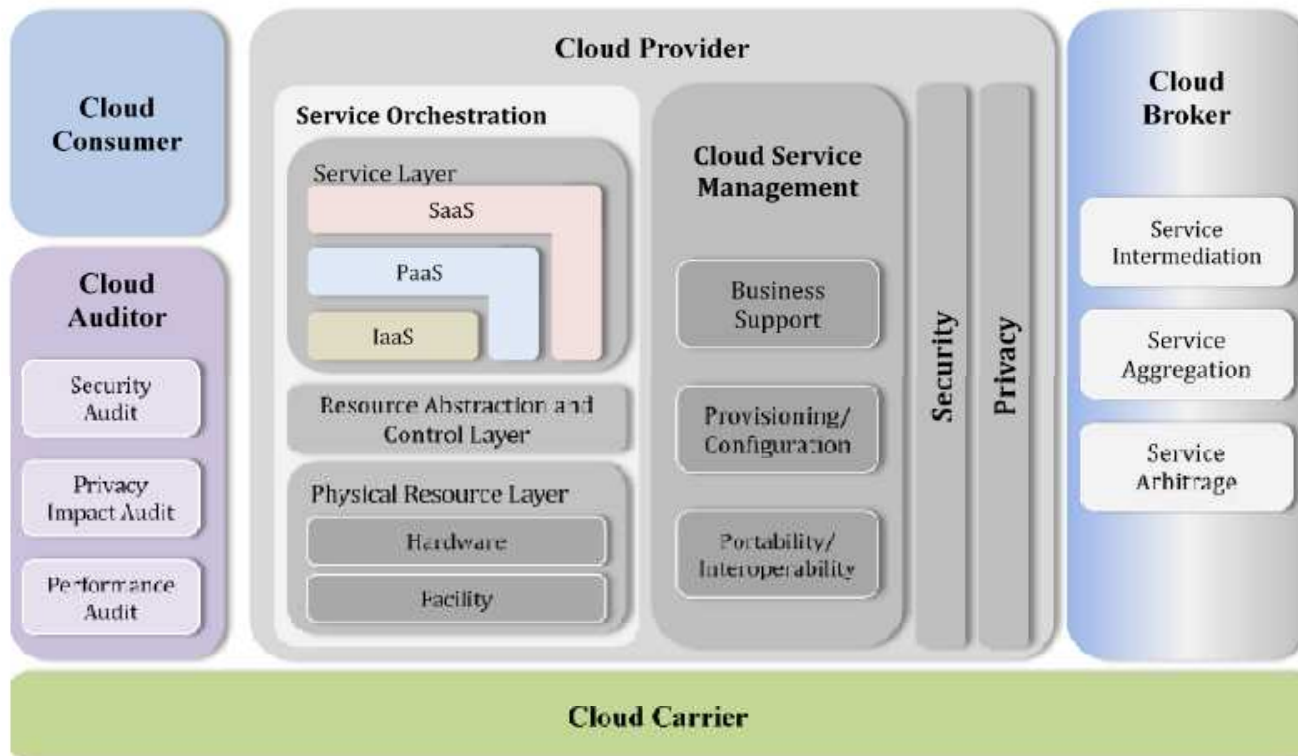 Cloud Provider
Cloud
Consumer
Cloud
Auditor
Security
Audit
Privacy
Impact Audit
Performance
Audit
Service Orchestration
Service Layer
SaaS
PaaS
IaaS
Resource Abstraction and
Control Layer
Physical Resource Layer
Hardware
Facility
Cloud Service
Management
Business
Support
Provisioning/
Configuration
Portability/
Interoperability
Security
Privacy
Cloud
Broker
Service
Intermediation
Service
Aggregation
Service
Arbitrage
Cloud Carrier